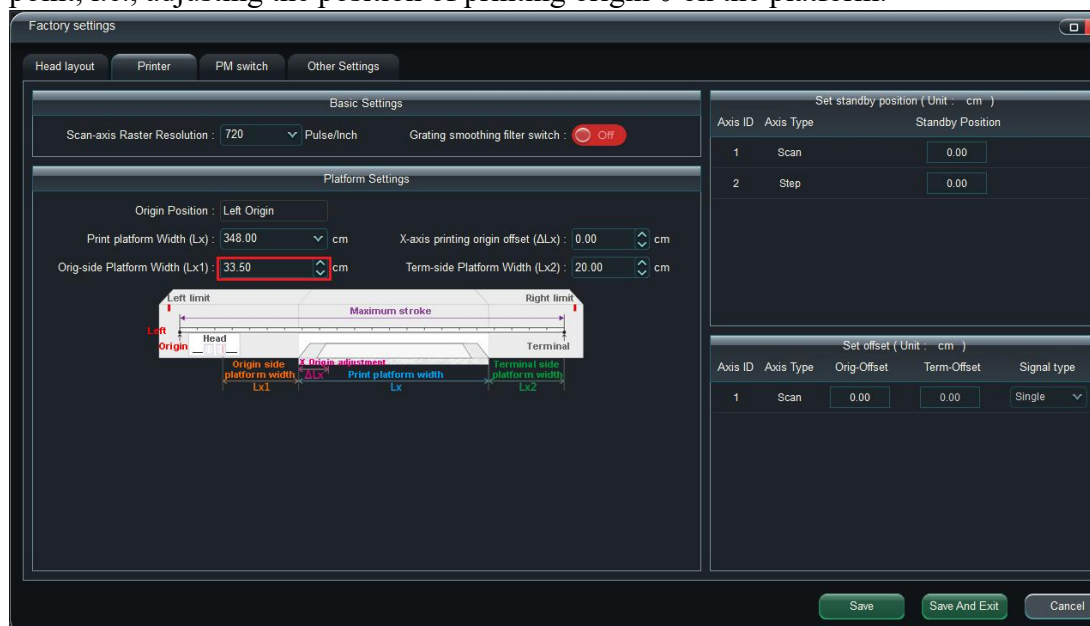 point, i.e., adjusting the position of printing origin 0 on the platform.
Factory settings
Head layout Printer PM switch Other Settings
Basic Settings
Scan-axis Raster Resolution : 720 Pulse/Inch Grating smoothing filter switch : Off
Platform Settings
Origin Position : Left Origin
Print platform Width (Lx) : 348.00 cm X-axis printing origin offset (ΔLx) : 0.00 cm
Orig-side Platform Width (Lx1) : 33.50 cm Term-side Platform Width (Lx2) : 20.00 cm
Left limit Right limit
Maximum stroke
Left
Origin Head Terminal
Origin side platform width Lx1
X Origin adjustment ΔLx
Print platform width Lx
Terminal side platform width Lx2
Set standby position ( Unit : cm )
Axis ID Axis Type Standby Position
1 Scan 0.00
2 Step 0.00
Set offset ( Unit : cm )
Axis ID Axis Type Orig-Offset Term-Offset Signal type
1 Scan 0.00 0.00 Single
Save Save And Exit Cancel